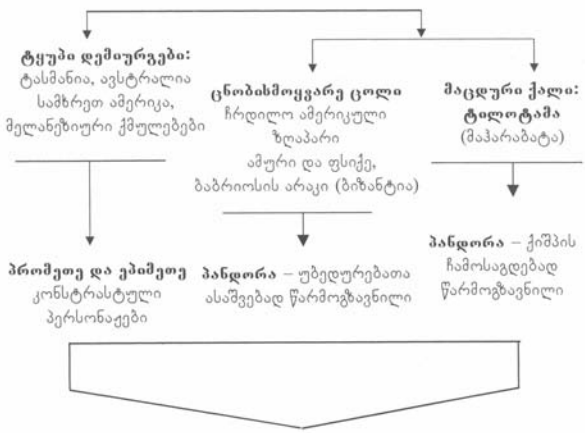 ტყუპი დემიურგები:
ტასმანია, ავსტრალია
სამხრეთ ამერიკა,
მელანეზიური ქმულებები
ცნობისმოყვარე ცოლი
ჩრდილო ამერიკული
ზღაპარი
ამური და ფსიქე,
ბაბრიოსის არაკი (ბიზანტია)
მაცდური ქალი:
ტილოტამა
(მაჰარაბატა)
პრომეთე და ეპიმეთე
კონსტრასტული
პერსონაჟები
პანდორა – უბედურებათა
ასაშვებად წარმოგზავნილი
პანდორა – ქიშპის
ჩამოსაგდებად
წარმოგზავნილი